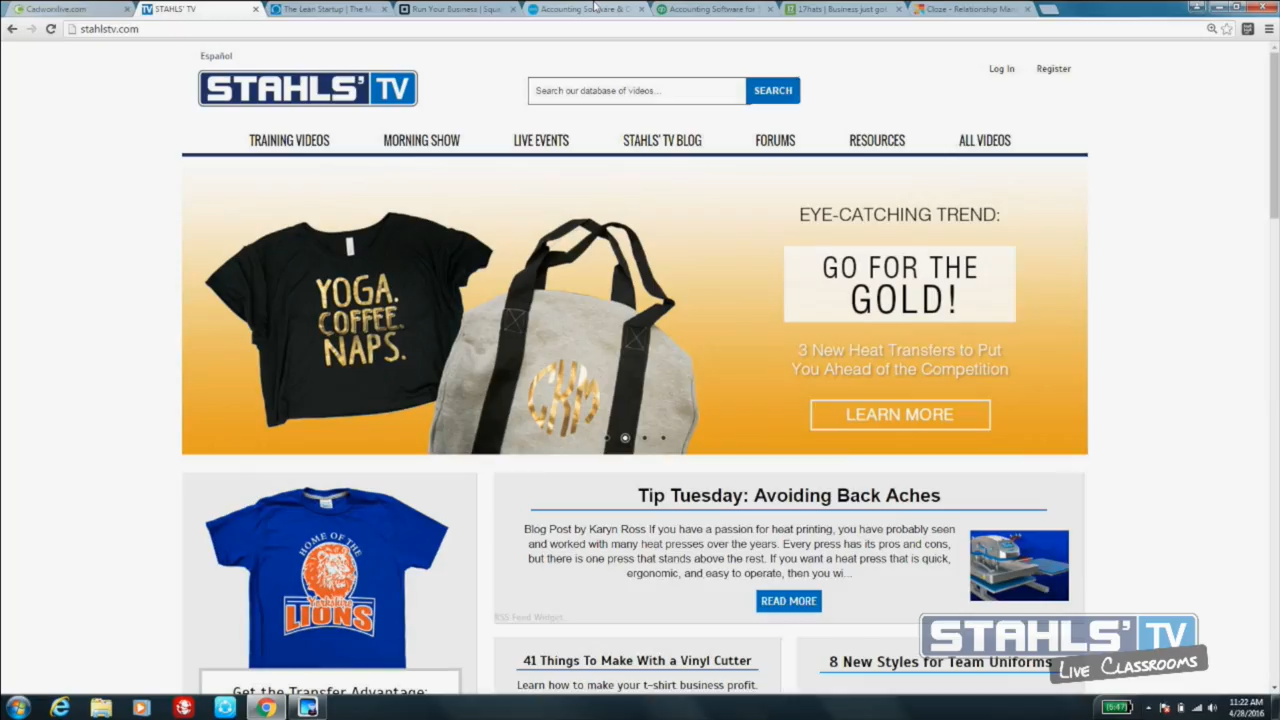 Cadworxlive.com
STAHLS' TV
The Lean Startup | The M
Run Your Business | Squa
Accounting Software & O
Accounting Software for S
17hats | Business just got
Cloze - Relationship Man
stahlstv.com
Español
STAHLS' TV
Search our database of videos...
SEARCH
Log In
Register
TRAINING VIDEOS
MORNING SHOW
LIVE EVENTS
STAHLS' TV BLOG
FORUMS
RESOURCES
ALL VIDEOS
YOGA.
COFFEE.
NAPS.
CKM
EYE-CATCHING TREND:
GO FOR THE
GOLD!
3 New Heat Transfers to Put
You Ahead of the Competition
LEARN MORE
HOME OF THE
Yorkshire
LIONS
Get the Transfer Advantage:
Tip Tuesday: Avoiding Back Aches
Blog Post by Karyn Ross If you have a passion for heat printing, you have probably seen
and worked with many heat presses over the years. Every press has its pros and cons,
but there is one press that stands above the rest. If you want a heat press that is quick,
ergonomic, and easy to operate, then you wi...
READ MORE
RSS Feed Widget
41 Things To Make With a Vinyl Cutter
Learn how to make your t-shirt business profit.
8 New Styles for Team Uniforms
STAHLS' TV
LIVE CLASSROOMS
(5:47)
11:22 AM
4/28/2016